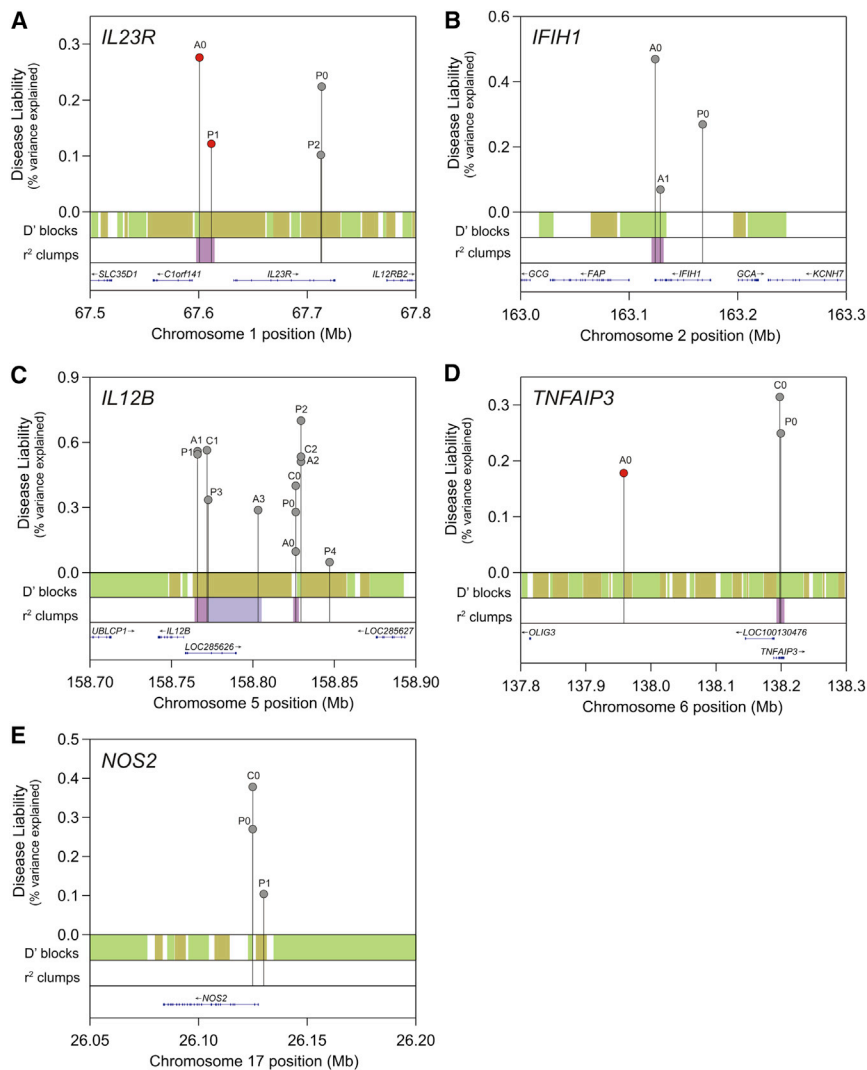 A
IL23R
Disease Liability
(% variance explained)
0.3
0.2
0.1
0.0
A0
P1
P0
P2
D' blocks
r² clumps
←SLC35D1
←C1orf141
IL23R→
IL12RB2→
67.5 67.6 67.7 67.8
Chromosome 1 position (Mb)
B
IFIH1
Disease Liability
(% variance explained)
0.6
0.4
0.2
0.0
A0
A1
P0
D' blocks
r² clumps
←GCG
←FAP
←IFIH1
GCA→
←KCNH7
163.0 163.1 163.2 163.3
Chromosome 2 position (Mb)
C
IL12B
Disease Liability
(% variance explained)
0.9
0.6
0.3
0.0
A1
P1
C1
P3
A3
P2
C2
A2
C0
P0
A0
P4
D' blocks
r² clumps
UBLCP1→
←IL12B
LOC285626→
←LOC285627
158.70 158.75 158.80 158.85 158.90
Chromosome 5 position (Mb)
D
TNFAIP3
Disease Liability
(% variance explained)
0.3
0.2
0.1
0.0
A0
C0
P0
D' blocks
r² clumps
←OLIG3
←LOC100130476
TNFAIP3→
137.8 137.9 138.0 138.1 138.2 138.3
Chromosome 6 position (Mb)
E
NOS2
Disease Liability
(% variance explained)
0.5
0.4
0.3
0.2
0.1
0.0
C0
P0
P1
D' blocks
r² clumps
←NOS2
26.05 26.10 26.15 26.20
Chromosome 17 position (Mb)